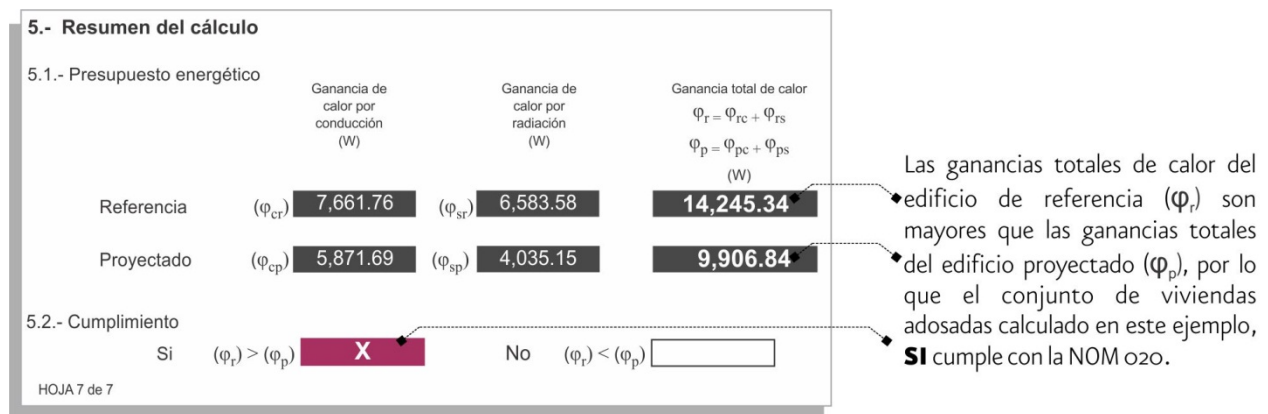 5.- Resumen del cálculo
5.1.- Presupuesto energético
Ganancia de
calor por
conducción
(W)
Ganancia de
calor por
radiación
(W)
Ganancia total de calor
φr = φrc + φrs
φp = φpc + φps
(W)
Referencia (φcr) 7,661.76 (φsr) 6,583.58 14,245.34
Proyectado (φcp) 5,871.69 (φsp) 4,035.15 9,906.84
5.2.- Cumplimiento
Si (φr) > (φp) X No (φr) < (φp)
HOJA 7 de 7
Las ganancias totales de calor del
edificio de referencia (φr) son
mayores que las ganancias totales
del edificio proyectado (φp), por lo
que el conjunto de viviendas
adosadas calculado en este ejemplo,
SI cumple con la NOM 020.